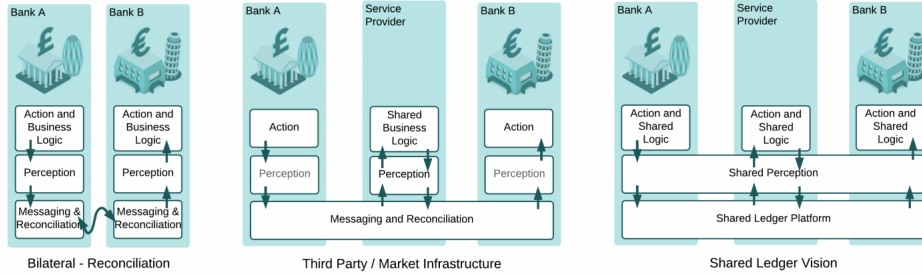 Bank A
Bank B
Action and
Business
Logic
Action and
Business
Logic
Perception
Perception
Messaging &
Reconciliation
Messaging &
Reconciliation
Bilateral - Reconciliation
Bank A
Service
Provider
Bank B
Action
Shared
Business
Logic
Action
Perception
Perception
Perception
Messaging and Reconciliation
Third Party / Market Infrastructure
Bank A
Service
Provider
Bank B
Action and
Shared
Logic
Action and
Shared
Logic
Action and
Shared
Logic
Shared Perception
Shared Ledger Platform
Shared Ledger Vision